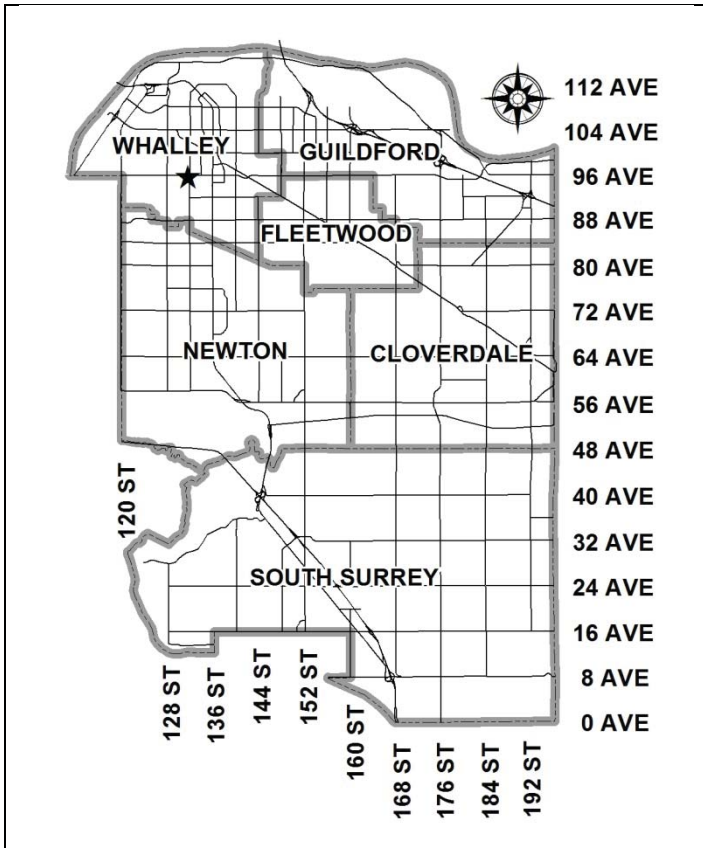 112 AVE
104 AVE
WHALLEY
GUILDFORD
96 AVE
88 AVE
FLEETWOOD
80 AVE
72 AVE
NEWTON
CLOVERDALE
64 AVE
56 AVE
48 AVE
120 ST
40 AVE
32 AVE
SOUTH SURREY
24 AVE
16 AVE
128 ST
136 ST
144 ST
152 ST
160 ST
8 AVE
0 AVE
168 ST
176 ST
184 ST
192 ST